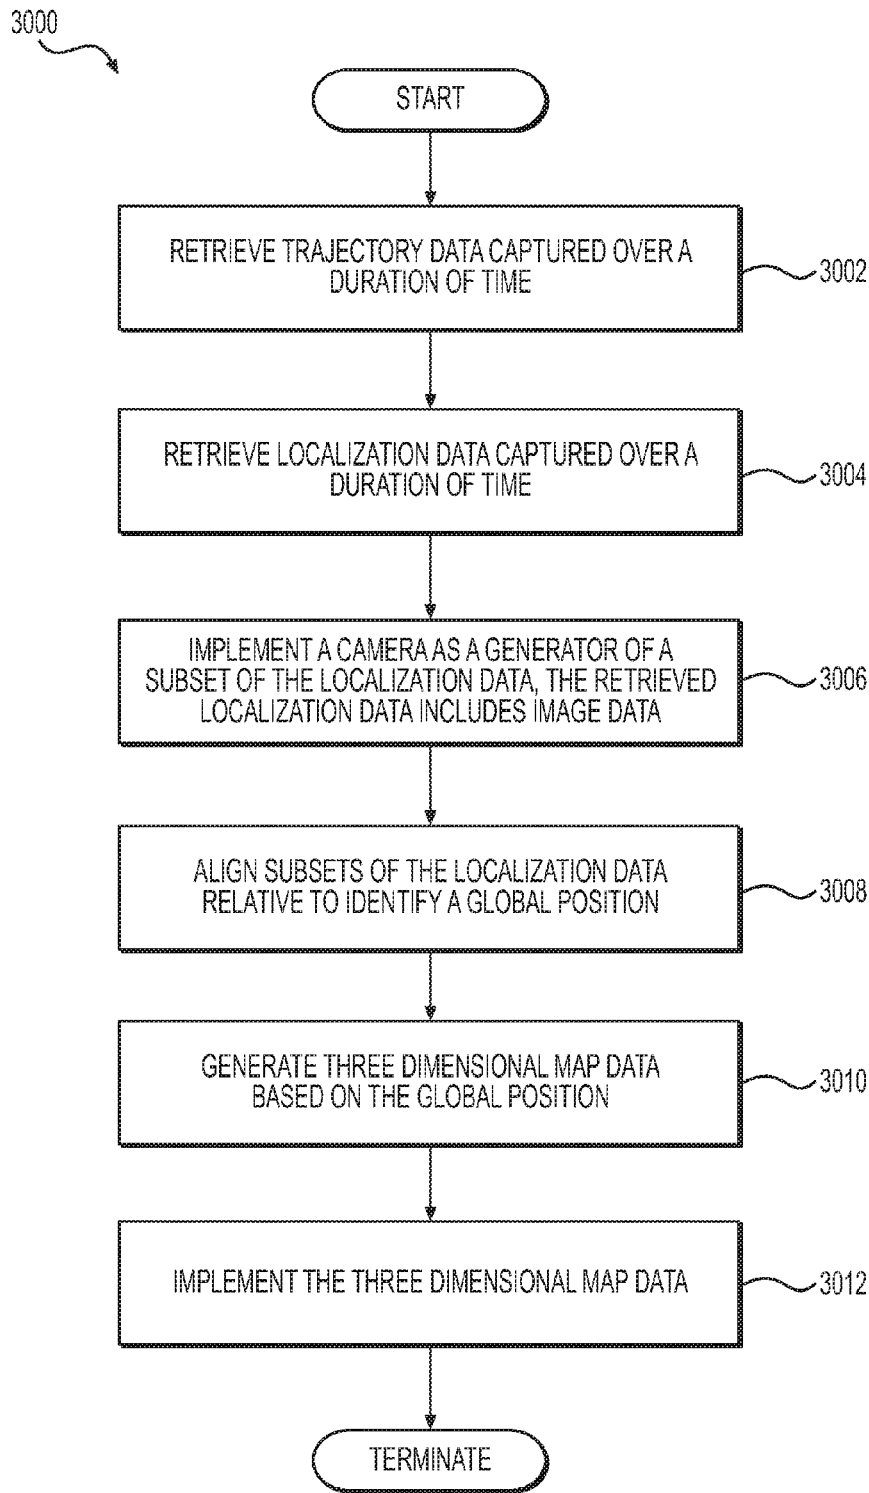 3000
START
RETRIEVE TRAJECTORY DATA CAPTURED OVER A
DURATION OF TIME
3002
RETRIEVE LOCALIZATION DATA CAPTURED OVER A
DURATION OF TIME
3004
IMPLEMENT A CAMERA AS A GENERATOR OF A
SUBSET OF THE LOCALIZATION DATA, THE RETRIEVED
LOCALIZATION DATA INCLUDES IMAGE DATA
3006
ALIGN SUBSETS OF THE LOCALIZATION DATA
RELATIVE TO IDENTIFY A GLOBAL POSITION
3008
GENERATE THREE DIMENSIONAL MAP DATA
BASED ON THE GLOBAL POSITION
3010
IMPLEMENT THE THREE DIMENSIONAL MAP DATA
3012
TERMINATE